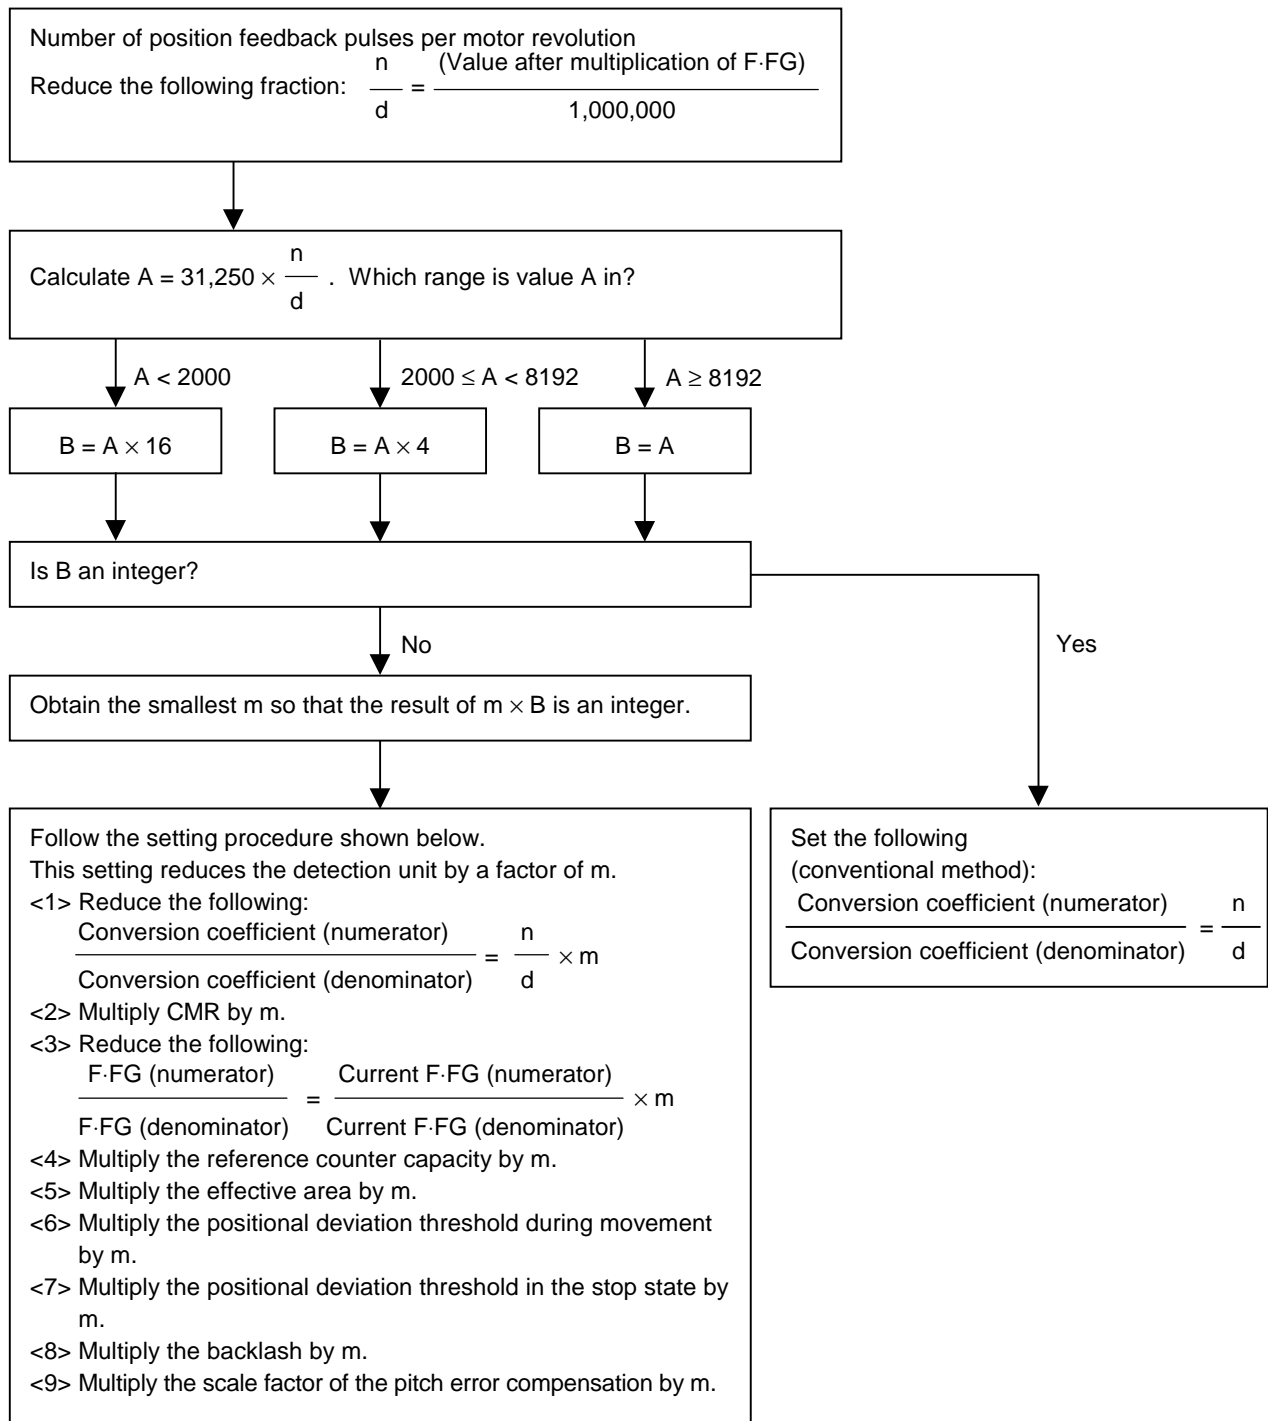 Number of position feedback pulses per motor revolution
Reduce the following fraction: n/d = (Value after multiplication of F·FG)/1,000,000
Calculate A = 31,250 × n/d . Which range is value A in?
A < 2000
2000 ≤ A < 8192
A ≥ 8192
B = A × 16
B = A × 4
B = A
Is B an integer?
No
Yes
Obtain the smallest m so that the result of m × B is an integer.
Follow the setting procedure shown below.
This setting reduces the detection unit by a factor of m.
<1> Reduce the following:
Conversion coefficient (numerator)/Conversion coefficient (denominator) = n/d × m
<2> Multiply CMR by m.
<3> Reduce the following:
F·FG (numerator)/F·FG (denominator) = Current F·FG (numerator)/Current F·FG (denominator) × m
<4> Multiply the reference counter capacity by m.
<5> Multiply the effective area by m.
<6> Multiply the positional deviation threshold during movement
by m.
<7> Multiply the positional deviation threshold in the stop state by
m.
<8> Multiply the backlash by m.
<9> Multiply the scale factor of the pitch error compensation by m.
Set the following
(conventional method):
Conversion coefficient (numerator)/Conversion coefficient (denominator) = n/d